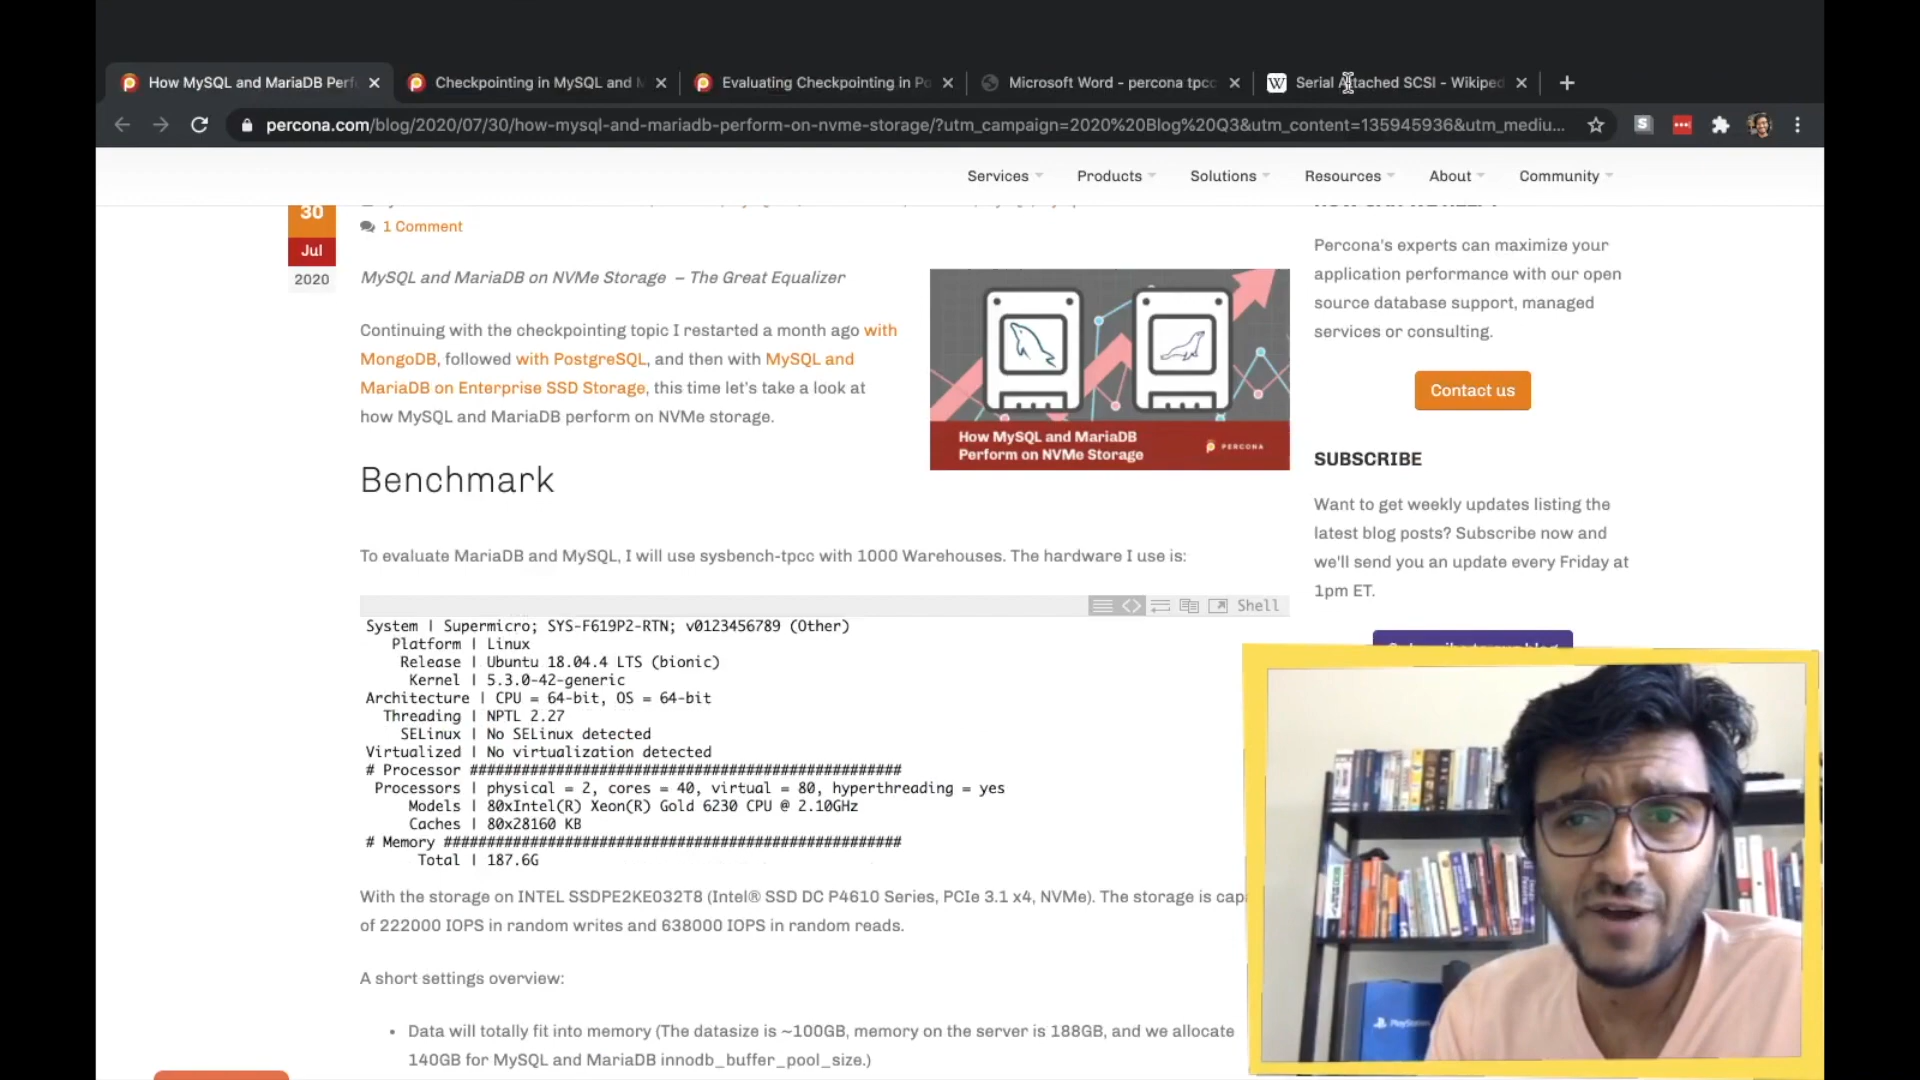 How MySQL and MariaDB Perf
Checkpointing in MySQL and M
Evaluating Checkpointing in Po
Microsoft Word - percona tpcc
Serial Attached SCSI - Wikiped
percona.com/blog/2020/07/30/how-mysql-and-mariadb-perform-on-nvme-storage/?utm_campaign=2020%20Blog%20Q3&utm_content=135945936&utm_mediu...
Services Products Solutions Resources About Community
30
Jul
2020
1 Comment
MySQL and MariaDB on NVMe Storage – The Great Equalizer
Continuing with the checkpointing topic I restarted a month ago with
MongoDB, followed with PostgreSQL, and then with MySQL and
MariaDB on Enterprise SSD Storage, this time let's take a look at
how MySQL and MariaDB perform on NVMe storage.
How MySQL and MariaDB
Perform on NVMe Storage
PERCONA
Benchmark
To evaluate MariaDB and MySQL, I will use sysbench-tpcc with 1000 Warehouses. The hardware I use is:
Shell
System | Supermicro; SYS-F619P2-RTN; v0123456789 (Other)
Platform | Linux
Release | Ubuntu 18.04.4 LTS (bionic)
Kernel | 5.3.0-42-generic
Architecture | CPU = 64-bit, OS = 64-bit
Threading | NPTL 2.27
SELinux | No SELinux detected
Virtualized | No virtualization detected
# Processor ##################################################
Processors | physical = 2, cores = 40, virtual = 80, hyperthreading = yes
Models | 80xIntel(R) Xeon(R) Gold 6230 CPU @ 2.10GHz
Caches | 80x28160 KB
# Memory #####################################################
Total | 187.6G
With the storage on INTEL SSDPE2KE032T8 (Intel® SSD DC P4610 Series, PCIe 3.1 x4, NVMe). The storage is cap
of 222000 IOPS in random writes and 638000 IOPS in random reads.
A short settings overview:
• Data will totally fit into memory (The datasize is ~100GB, memory on the server is 188GB, and we allocate
140GB for MySQL and MariaDB innodb_buffer_pool_size.)
Percona's experts can maximize your
application performance with our open
source database support, managed
services or consulting.
Contact us
SUBSCRIBE
Want to get weekly updates listing the
latest blog posts? Subscribe now and
we'll send you an update every Friday at
1pm ET.
PlayStation